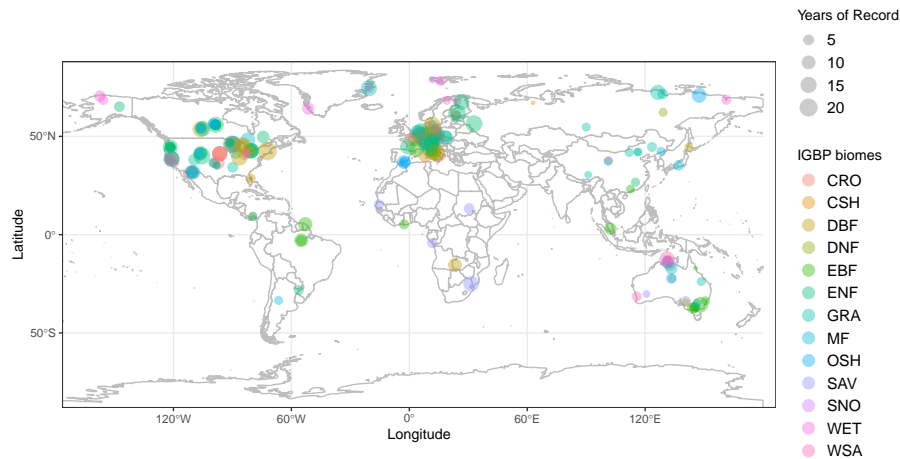 Years of Record
5
10
15
20
IGBP biomes
CRO
CSH
DBF
DNF
EBF
ENF
GRA
MF
OSH
SAV
SNO
WET
WSA
Latitude
50°N
0°
50°S
120°W
60°W
0°
60°E
120°E
Longitude